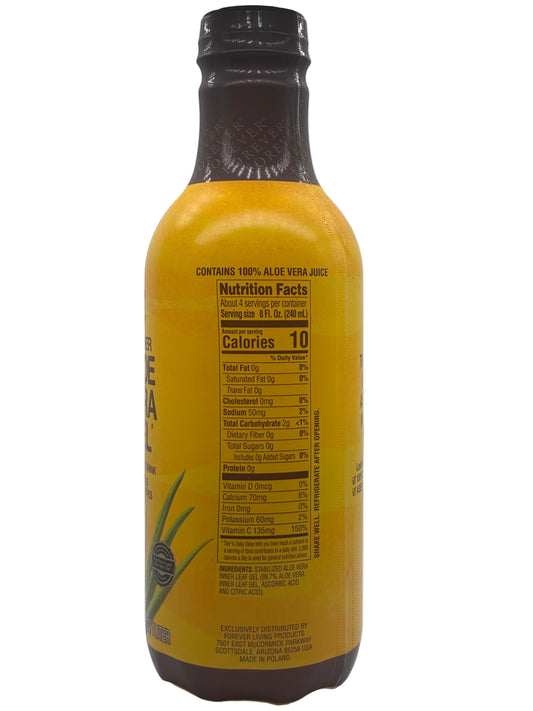 FOREVER
FOREVER
FOREVER
CONTAINS 100% ALOE VERA JUICE
Nutrition Facts
About 4 servings per container
Serving size 8 Fl. Oz. (240 mL)
Amount per serving
Calories 10
% Daily Value*
Total Fat 0g 0%
Saturated Fat 0g 0%
Trans Fat 0g
Cholesterol 0mg 0%
Sodium 50mg 2%
Total Carbohydrate 2g <1%
Dietary Fiber 0g 0%
Total Sugars 0g
Includes 0g Added Sugars 0%
Protein 0g
Vitamin D 0mcg 0%
Calcium 70mg 6%
Iron 0mg 0%
Potassium 60mg 2%
Vitamin C 135mg 150%
* The % Daily Value tells you how much a nutrient in
a serving of food contributes to a daily diet. 2,000
calories a day is used for general nutrition advice.
SHAKE WELL. REFRIGERATE AFTER OPENING.
INGREDIENTS: STABILIZED ALOE VERA
INNER LEAF GEL (99.7% ALOE VERA
INNER LEAF GEL, ASCORBIC ACID
AND CITRIC ACID).
EXCLUSIVELY DISTRIBUTED BY
FOREVER LIVING PRODUCTS
7501 EAST McCORMICK PARKWAY
SCOTTSDALE, ARIZONA 85258 USA
MADE IN POLAND